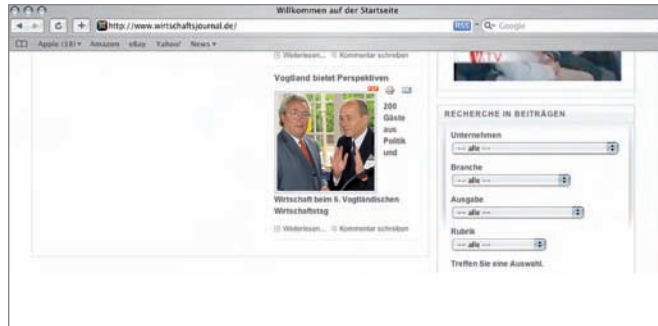 Willkommen auf der Startseite
http://www.wirtschaftsjournal.de/
RSS
Google
Apple (18) Amazon eBay Yahoo! News
Weiterlesen... Kommentar schreiben
Vogtland bietet Perspektiven
200
Gäste
aus
Politik
und
Wirtschaft beim 6. Vogtländischen
Wirtschaftstag
Weiterlesen... Kommentar schreiben
W.TV
RECHERCHE IN BEITRÄGEN
Unternehmen
--- alle ---
Branche
--- alle ---
Ausgabe
--- alle ---
Rubrik
--- alle ---
Treffen Sie eine Auswahl.